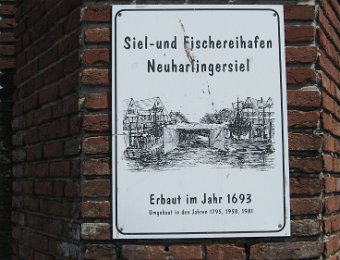 Siel-und Fischereihafen
Neuharlingersiel
Erbaut im Jahr 1693
Umgebaut in den Jahren 1795, 1958, 1981